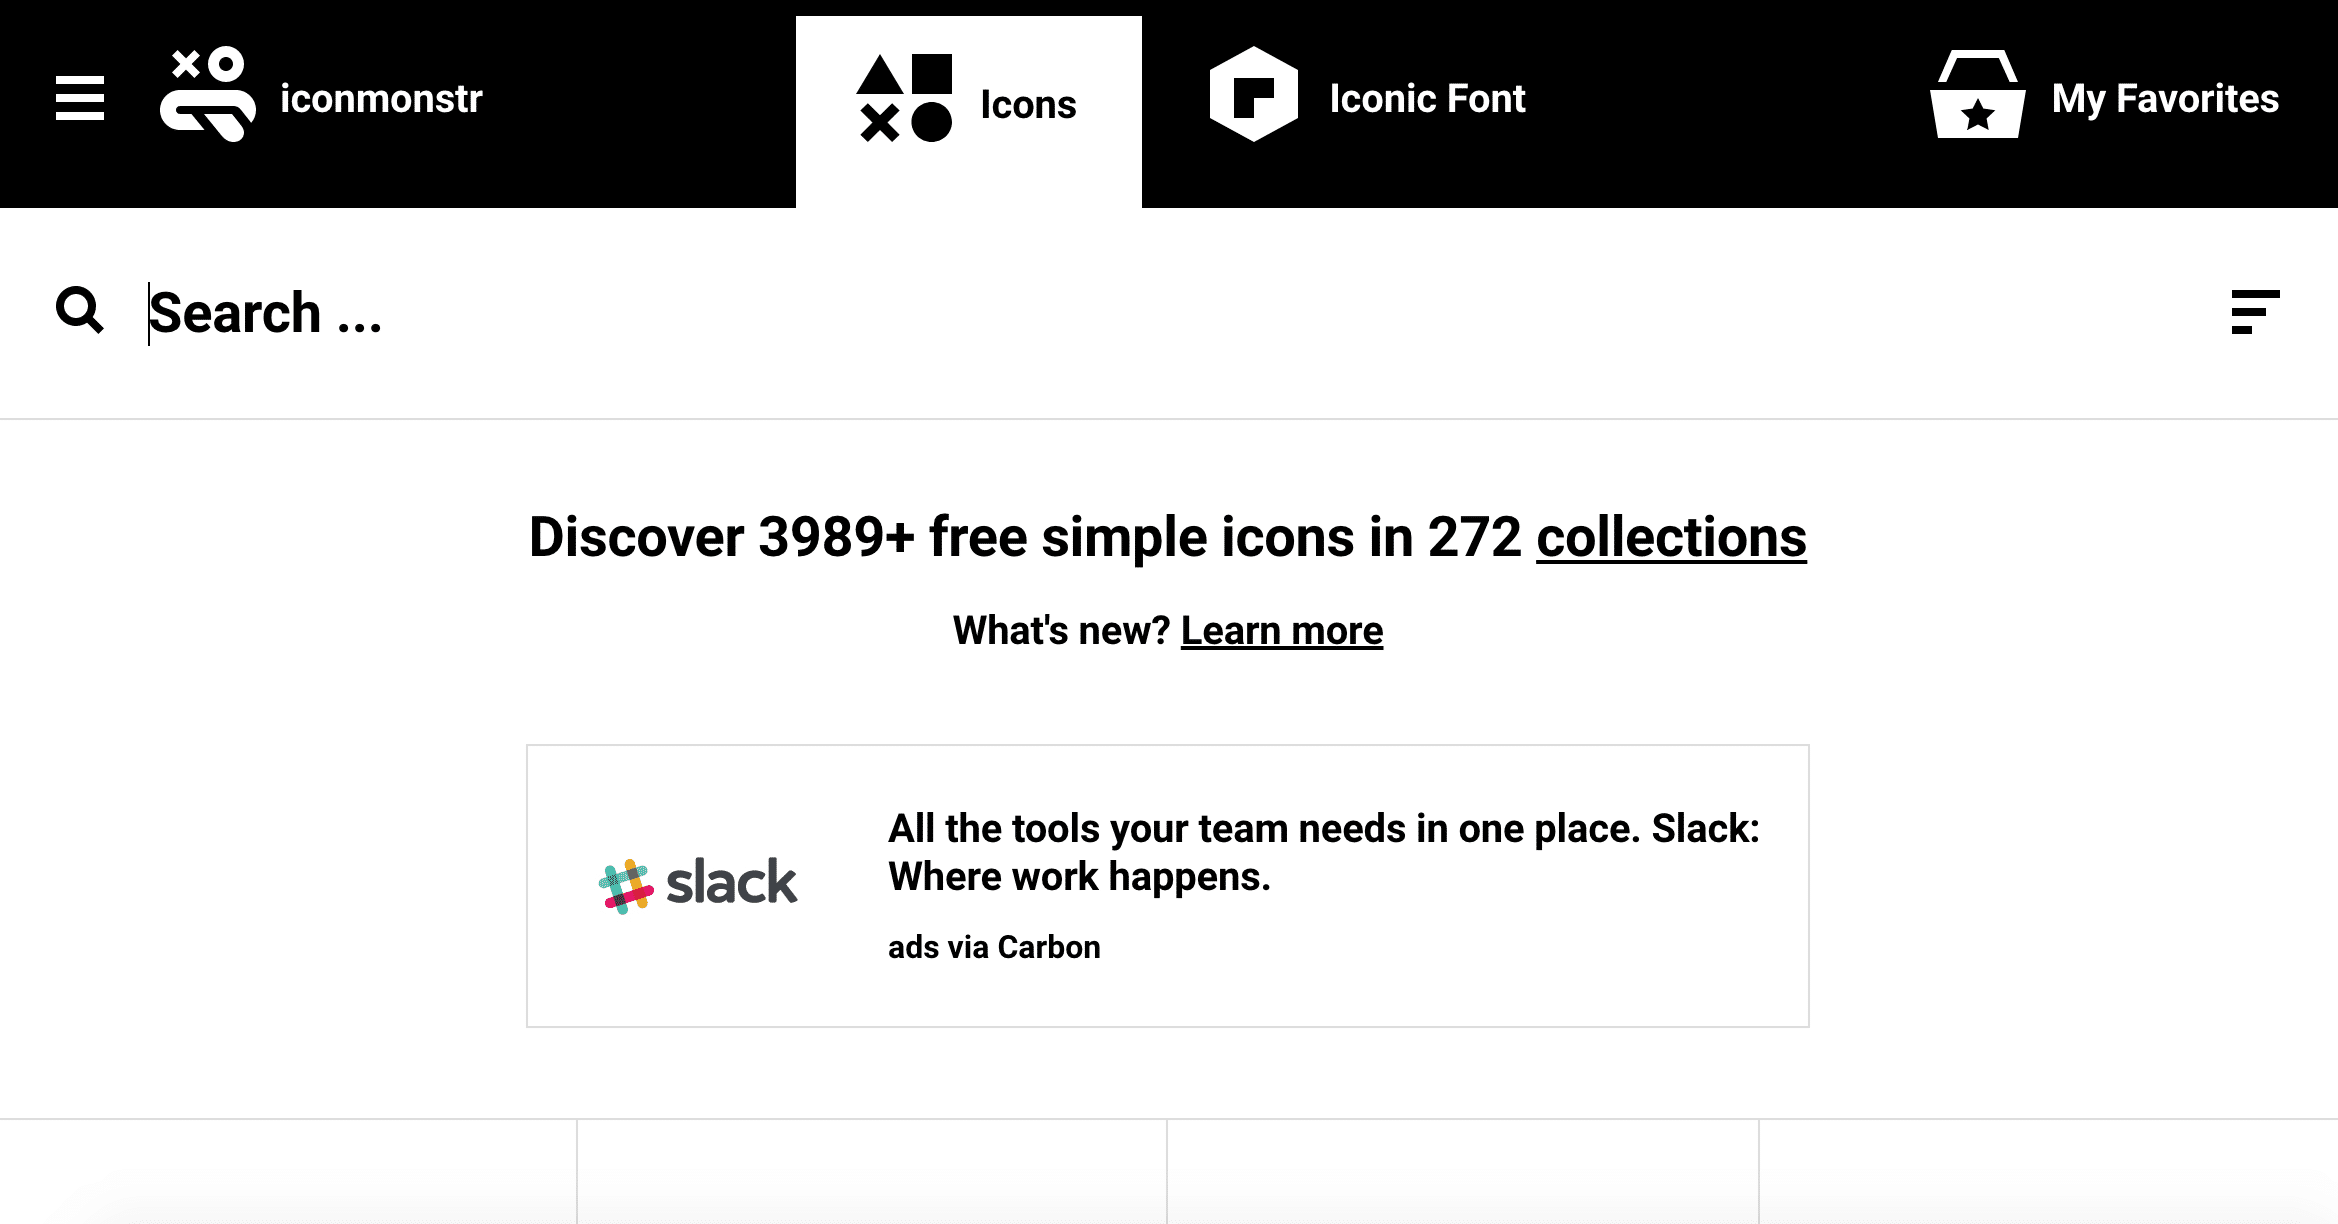 iconmonstr
Icons
Iconic Font
My Favorites
Search ...
Discover 3989+ free simple icons in 272 collections
What's new? Learn more
slack
All the tools your team needs in one place. Slack:
Where work happens.
ads via Carbon